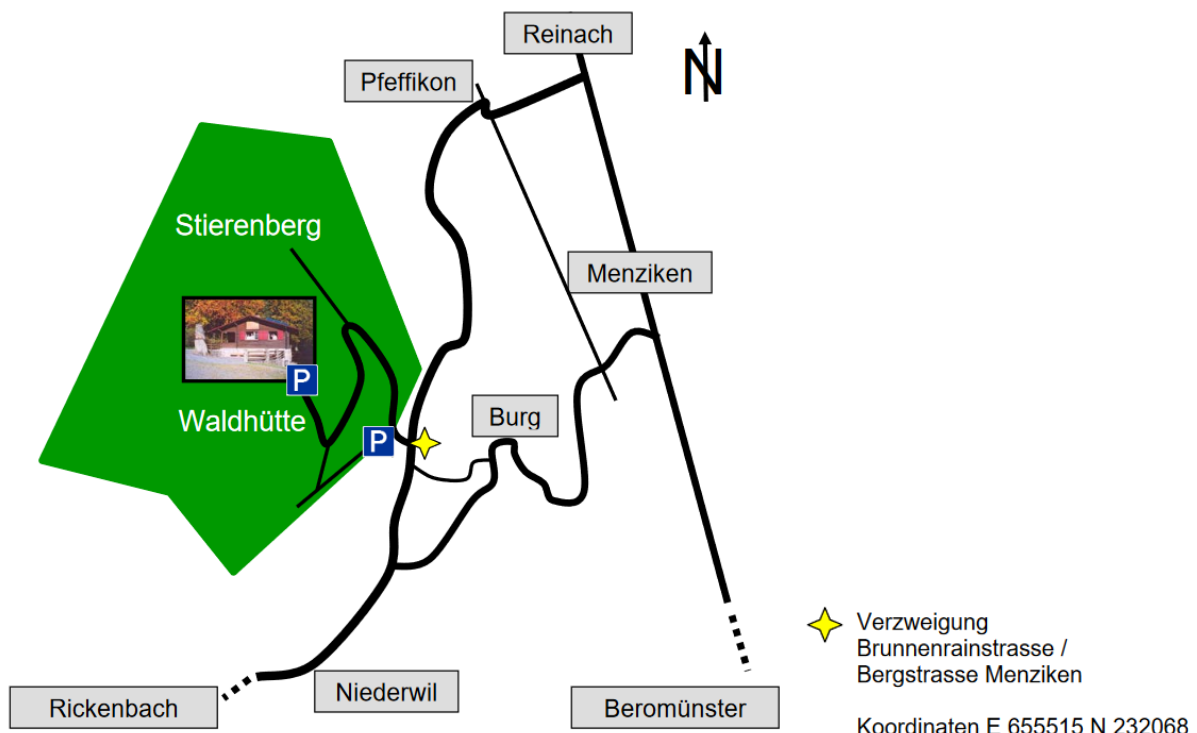 Reinach
N
Pfeffikon
Stierenberg
Menziken
P
Waldhütte
Burg
P
Verzweigung
Brunnenrainstrasse /
Bergstrasse Menziken
Niederwil
Rickenbach
Beromünster
Koordinaten E 655515 N 232068